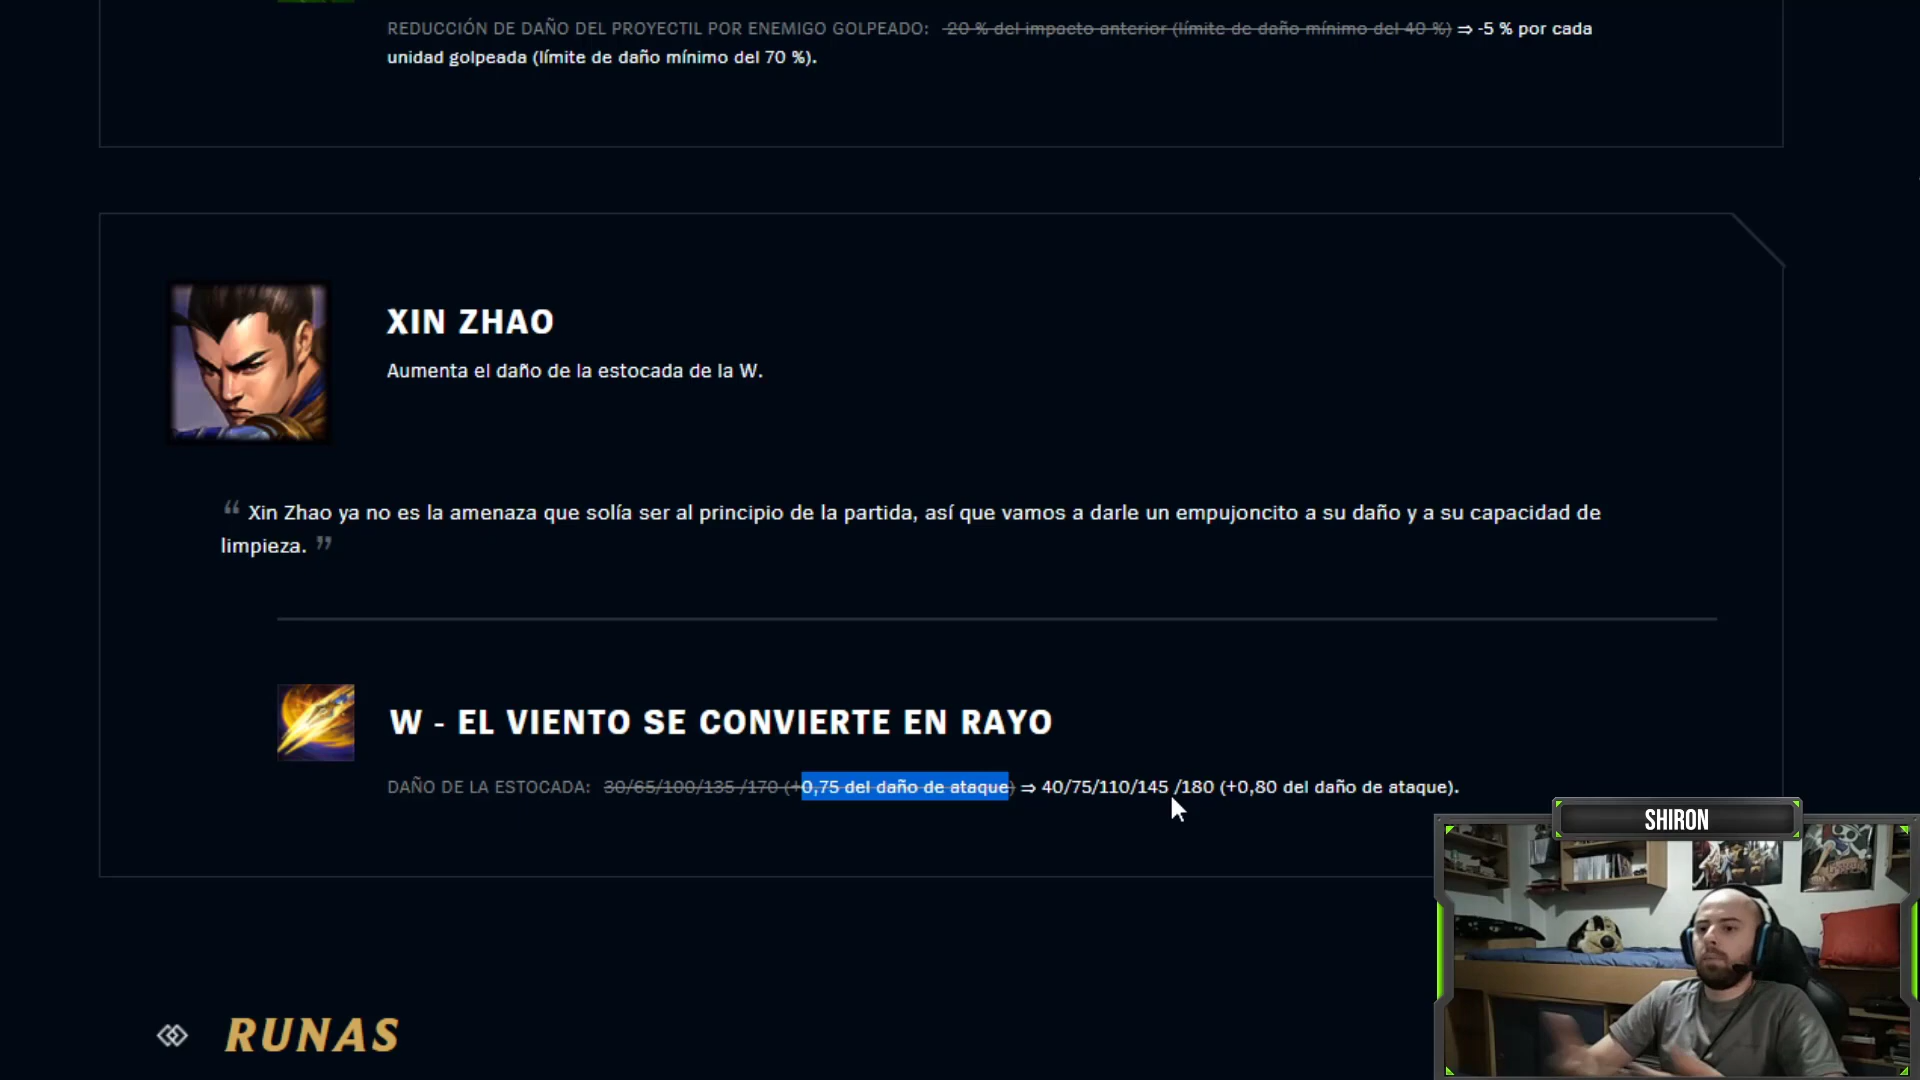 REDUCCIÓN DE DAÑO DEL PROYECTIL POR ENEMIGO GOLPEADO: -20 % del impacto anterior (límite de daño mínimo del 40 %) ⇒ -5 % por cada
unidad golpeada (límite de daño mínimo del 70 %).
XIN ZHAO
Aumenta el daño de la estocada de la W.
“ Xin Zhao ya no es la amenaza que solía ser al principio de la partida, así que vamos a darle un empujoncito a su daño y a su capacidad de
limpieza. ”
W - EL VIENTO SE CONVIERTE EN RAYO
DAÑO DE LA ESTOCADA: 30/65/100/135 /170 (+0,75 del daño de ataque) ⇒ 40/75/110/145 /180 (+0,80 del daño de ataque).
SHIRON
RUNAS